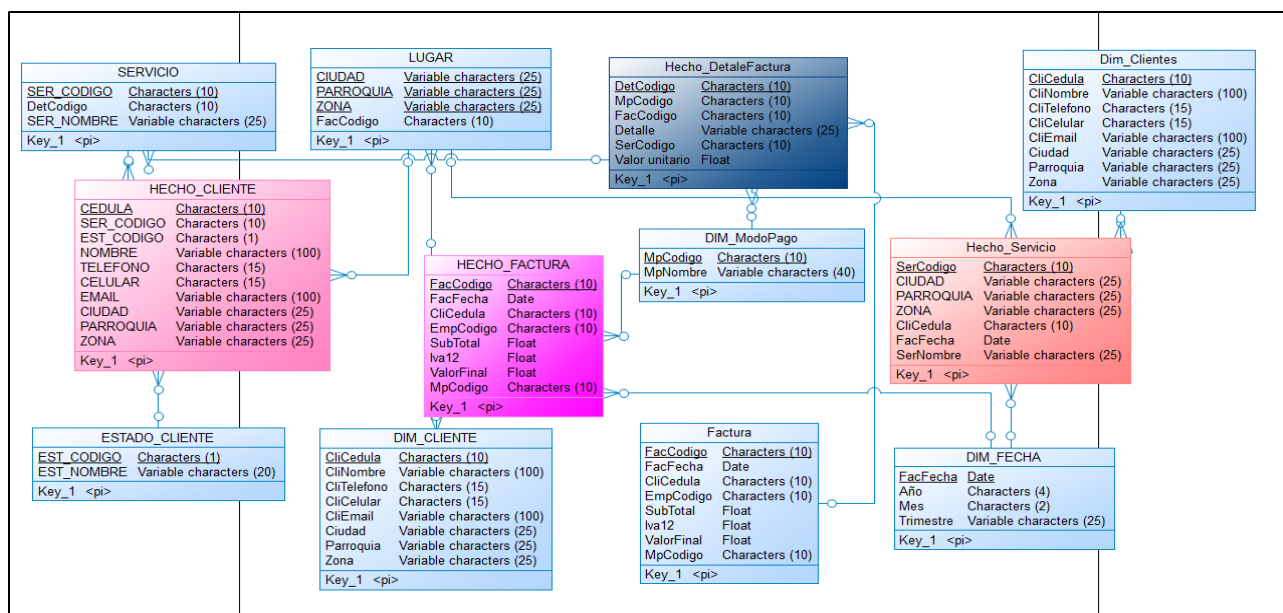 SERVICIO
SER_CODIGO Characters (10)
DetCodigo Characters (10)
SER_NOMBRE Variable characters (25)
Key_1 <pi>
LUGAR
CIUDAD Variable characters (25)
PARROQUIA Variable characters (25)
ZONA Variable characters (25)
FacCodigo Characters (10)
Key_1 <pi>
Hecho_DetaleFactura
DetCodigo Characters (10)
MpCodigo Characters (10)
FacCodigo Characters (10)
Detalle Variable characters (25)
SerCodigo Characters (10)
Valor unitario Float
Key_1 <pi>
Dim_Clientes
CliCedula Characters (10)
CliNombre Variable characters (100)
CliTelefono Characters (15)
CliCelular Characters (15)
CliEmail Variable characters (100)
Ciudad Variable characters (25)
Parroquia Variable characters (25)
Zona Variable characters (25)
Key_1 <pi>
HECHO_CLIENTE
CEDULA Characters (10)
SER_CODIGO Characters (10)
EST_CODIGO Characters (1)
NOMBRE Variable characters (100)
TELEFONO Characters (15)
CELULAR Characters (15)
EMAIL Variable characters (100)
CIUDAD Variable characters (25)
PARROQUIA Variable characters (25)
ZONA Variable characters (25)
Key_1 <pi>
HECHO_FACTURA
FacCodigo Characters (10)
FacFecha Date
CliCedula Characters (10)
EmpCodigo Characters (10)
SubTotal Float
Iva12 Float
ValorFinal Float
MpCodigo Characters (10)
Key_1 <pi>
DIM_ModoPago
MpCodigo Characters (10)
MpNombre Variable characters (40)
Key_1 <pi>
Hecho_Servicio
SerCodigo Characters (10)
CIUDAD Variable characters (25)
PARROQUIA Variable characters (25)
ZONA Variable characters (25)
CliCedula Characters (10)
FacFecha Date
SerNombre Variable characters (25)
Key_1 <pi>
ESTADO_CLIENTE
EST_CODIGO Characters (1)
EST_NOMBRE Variable characters (20)
Key_1 <pi>
DIM_CLIENTE
CliCedula Characters (10)
CliNombre Variable characters (100)
CliTelefono Characters (15)
CliCelular Characters (15)
CliEmail Variable characters (100)
Ciudad Variable characters (25)
Parroquia Variable characters (25)
Zona Variable characters (25)
Key_1 <pi>
Factura
FacCodigo Characters (10)
FacFecha Date
CliCedula Characters (10)
EmpCodigo Characters (10)
SubTotal Float
Iva12 Float
ValorFinal Float
MpCodigo Characters (10)
Key_1 <pi>
DIM_FECHA
FacFecha Date
Año Characters (4)
Mes Characters (2)
Trimestre Variable characters (25)
Key_1 <pi>